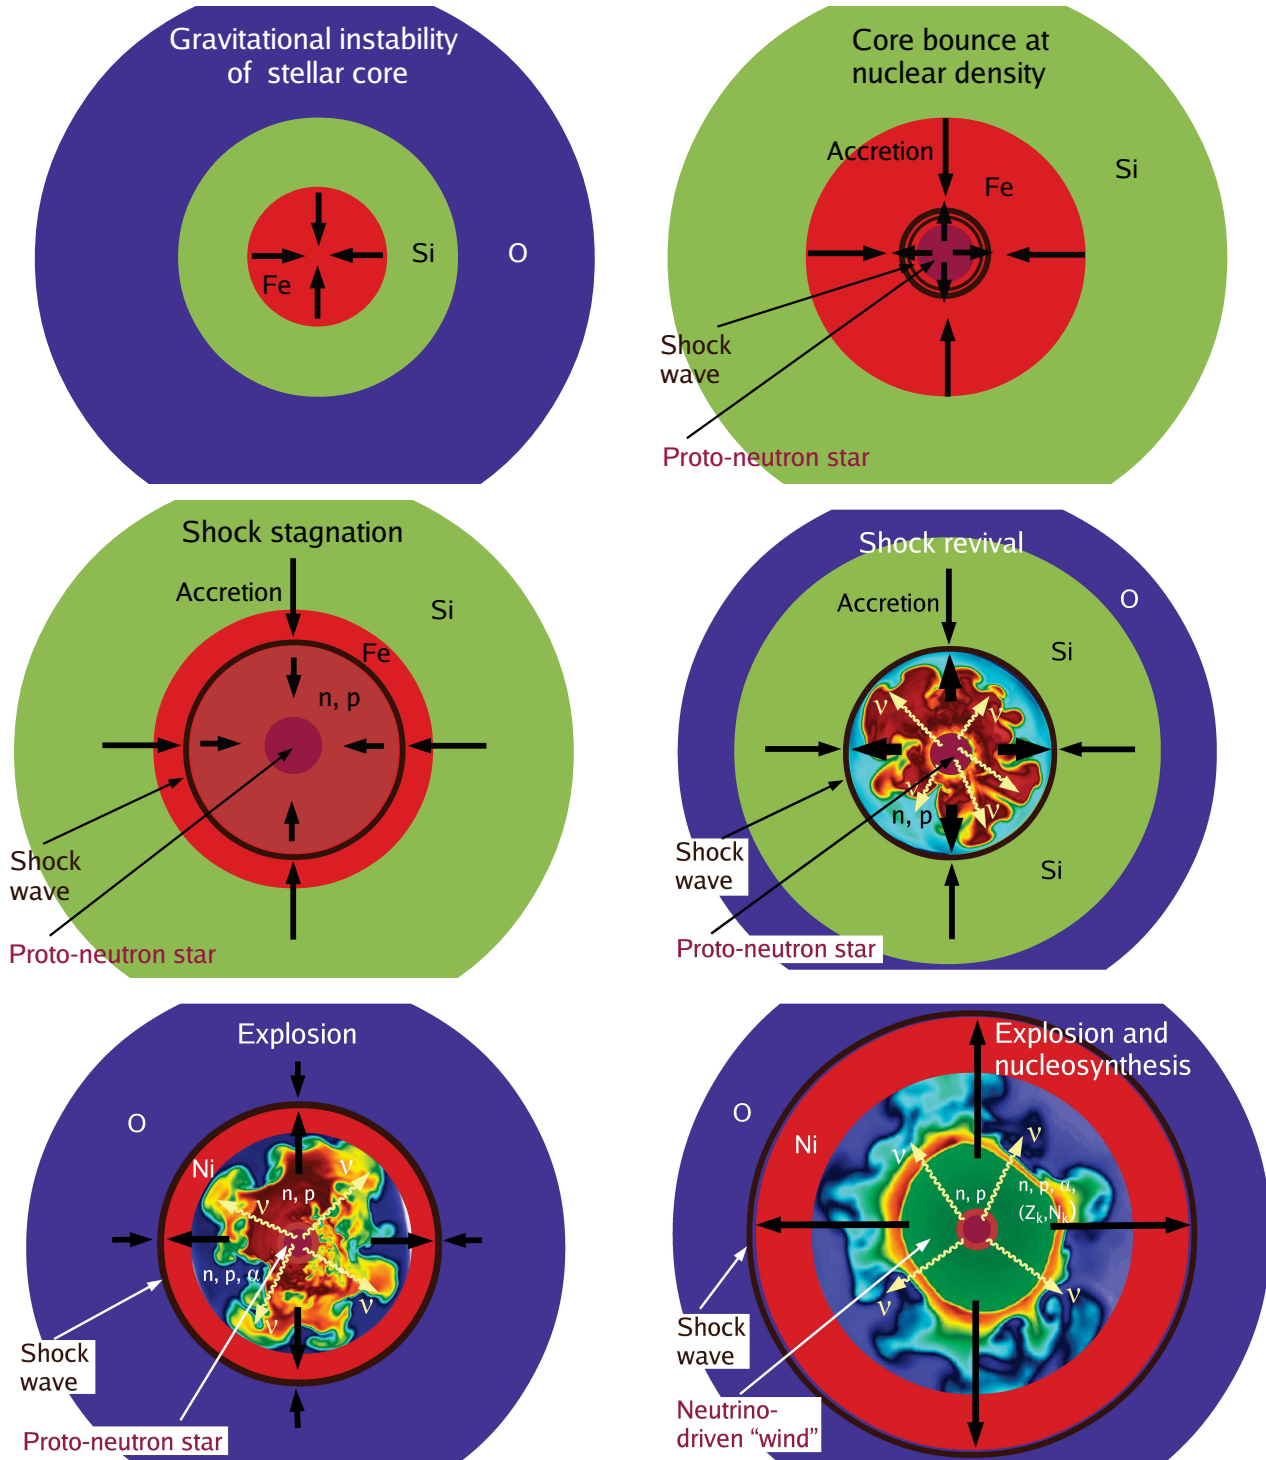 Gravitational instability
of stellar core
Si
O
Fe
Core bounce at
nuclear density
Accretion
Fe
Si
Shock
wave
Proto-neutron star
Shock stagnation
Accretion
Si
Fe
n, p
Shock
wave
Proto-neutron star
Shock revival
Accretion
O
Si
ν
ν
ν
ν
n, p
Shock
wave
Si
Proto-neutron star
Explosion
O
Ni
ν
n, p
ν
n, p, α
ν
ν
Shock
wave
Proto-neutron star
Explosion and
nucleosynthesis
O
Ni
ν
ν
n, p
n, p, α,
(Zk,Nk)
ν
ν
Shock
wave
Neutrino-
driven “wind”